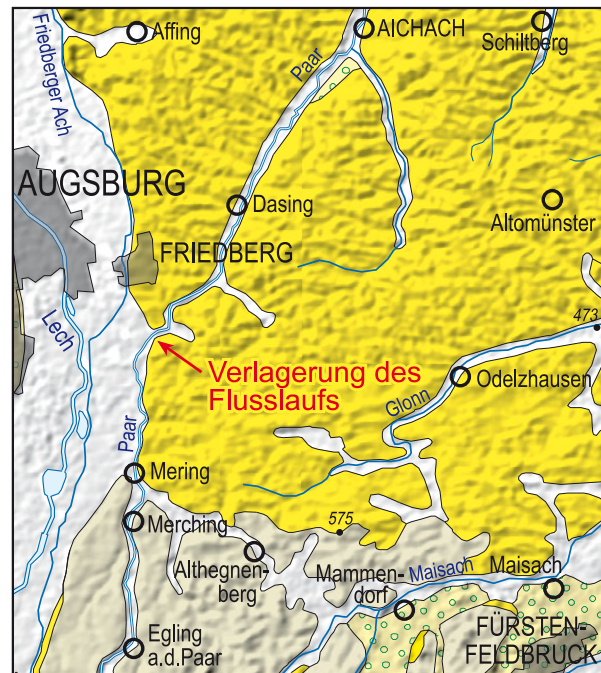 Affing
AICHACH
Schiltberg
Friedberger Ach
Paar
AUGSBURG
Dasing
Altomünster
FRIEDBERG
Lech
473
Verlagerung des
Flusslaufs
Odelzhausen
Glonn
Paar
Mering
575
Merching
Althegnen-
berg
Mammen-
dorf
Maisach
Maisach
FÜRSTEN-
FELDBRUCK
Egling
a.d.Paar